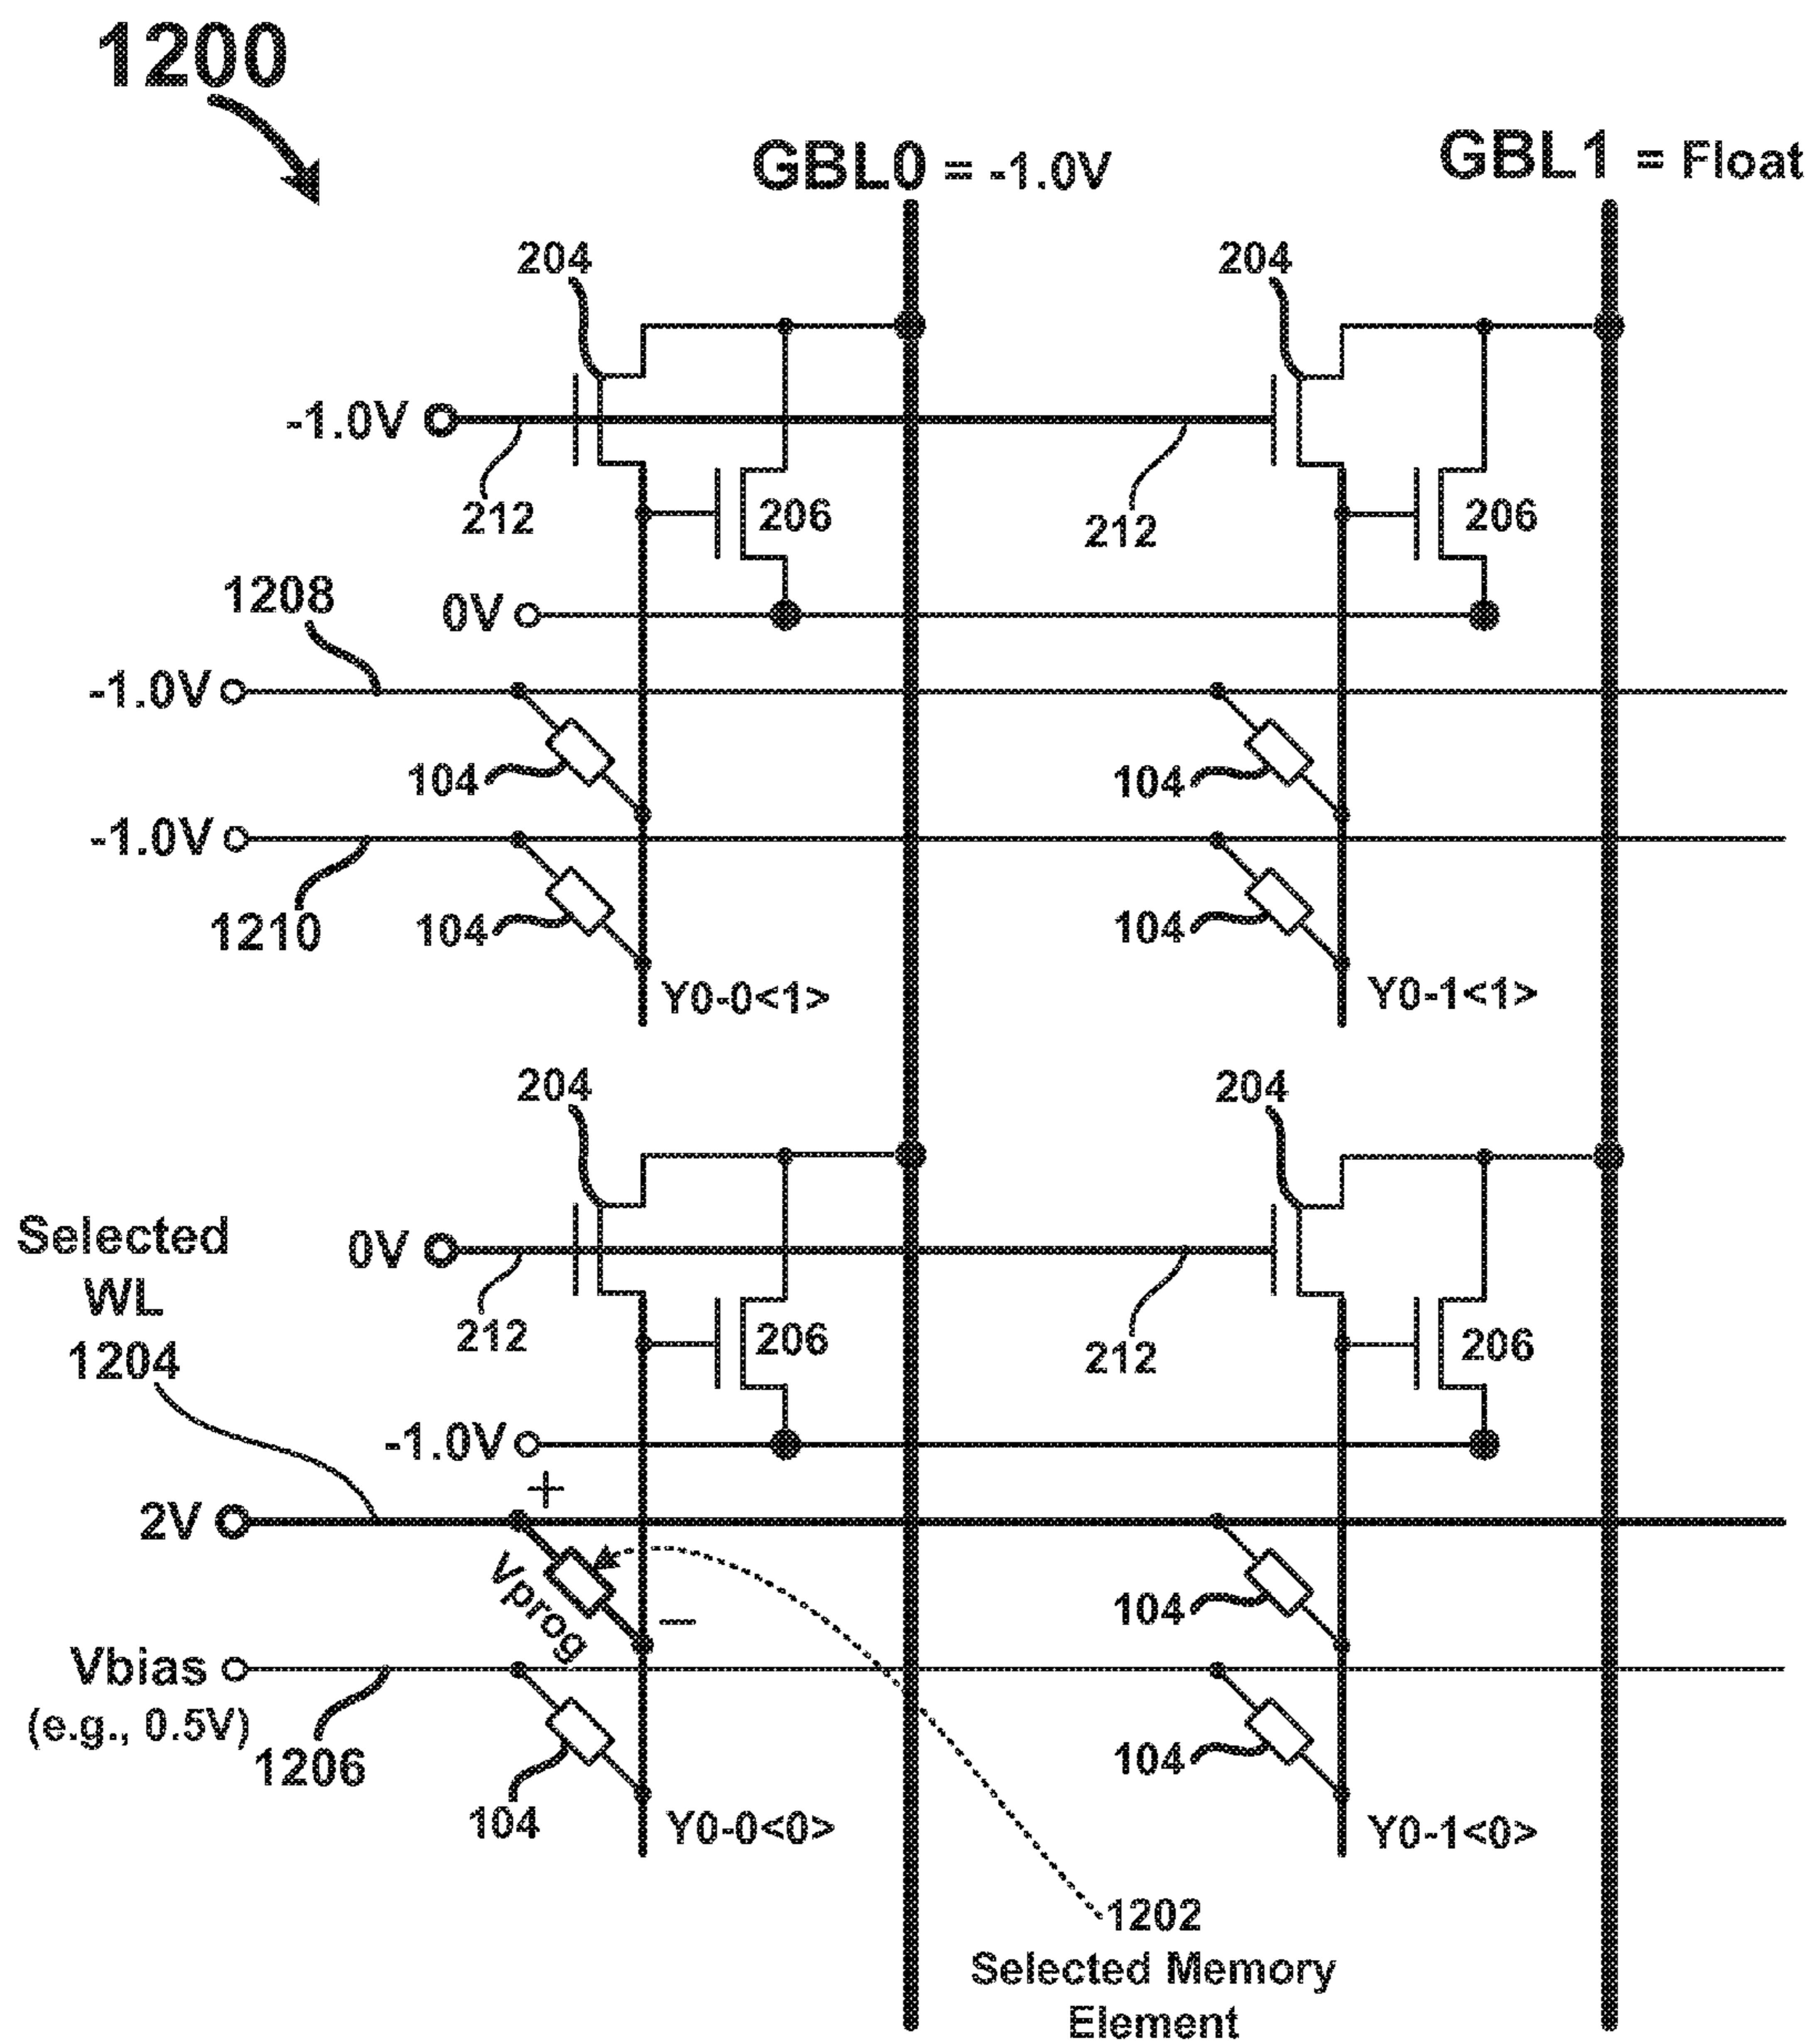 1200
GBL0 = -1.0V
GBL1 = Float
204
204
-1.0V
212
206
212
206
1208
0V
-1.0V
104
104
-1.0V
1210
104
104
Y0-0<1>
Y0-1<1>
204
204
Selected
WL
1204
0V
212
206
212
206
-1.0V
+
2V
Vprog
−
104
Vbias
(e.g., 0.5V)
1206
104
104
Y0-0<0>
Y0-1<0>
1202
Selected Memory
Element